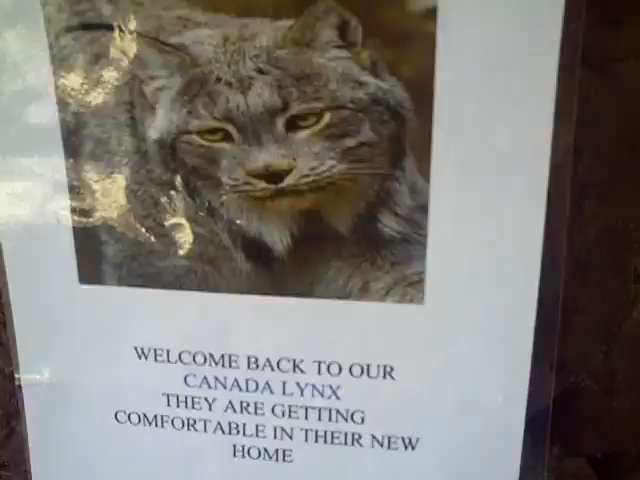 WELCOME BACK TO OUR
CANADA LYNX
THEY ARE GETTING
COMFORTABLE IN THEIR NEW
HOME